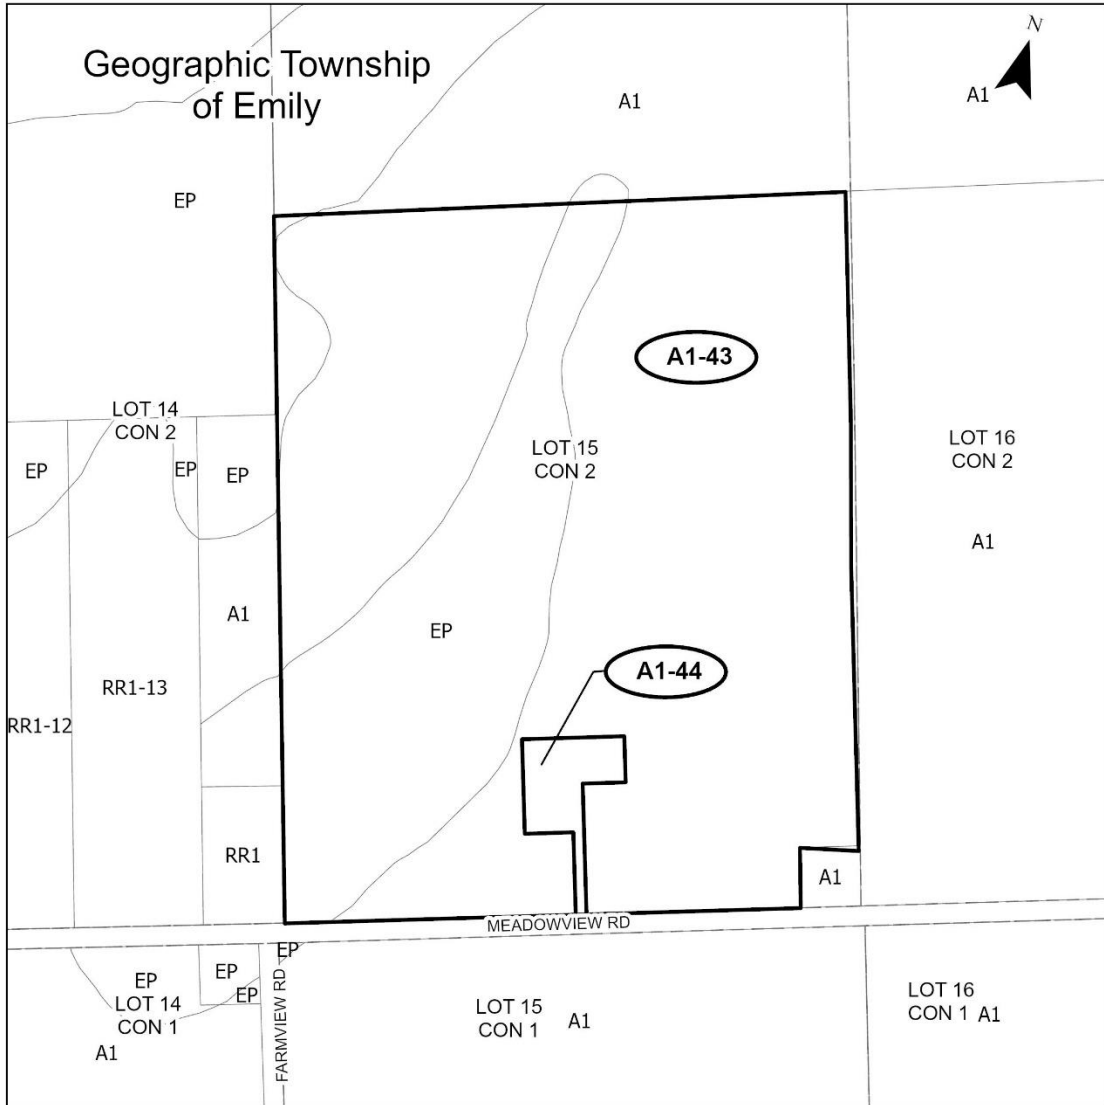 N
Geographic Township
of Emily
A1
A1
EP
A1-43
LOT 14
CON 2
LOT 15
CON 2
LOT 16
CON 2
EP
EP
EP
A1
A1
EP
A1-44
RR1-13
RR1-12
RR1
A1
MEADOWVIEW RD
EP
EP
EP
EP
LOT 14
CON 1
A1
FARMVIEW RD
LOT 15
CON 1
A1
LOT 16
CON 1
A1